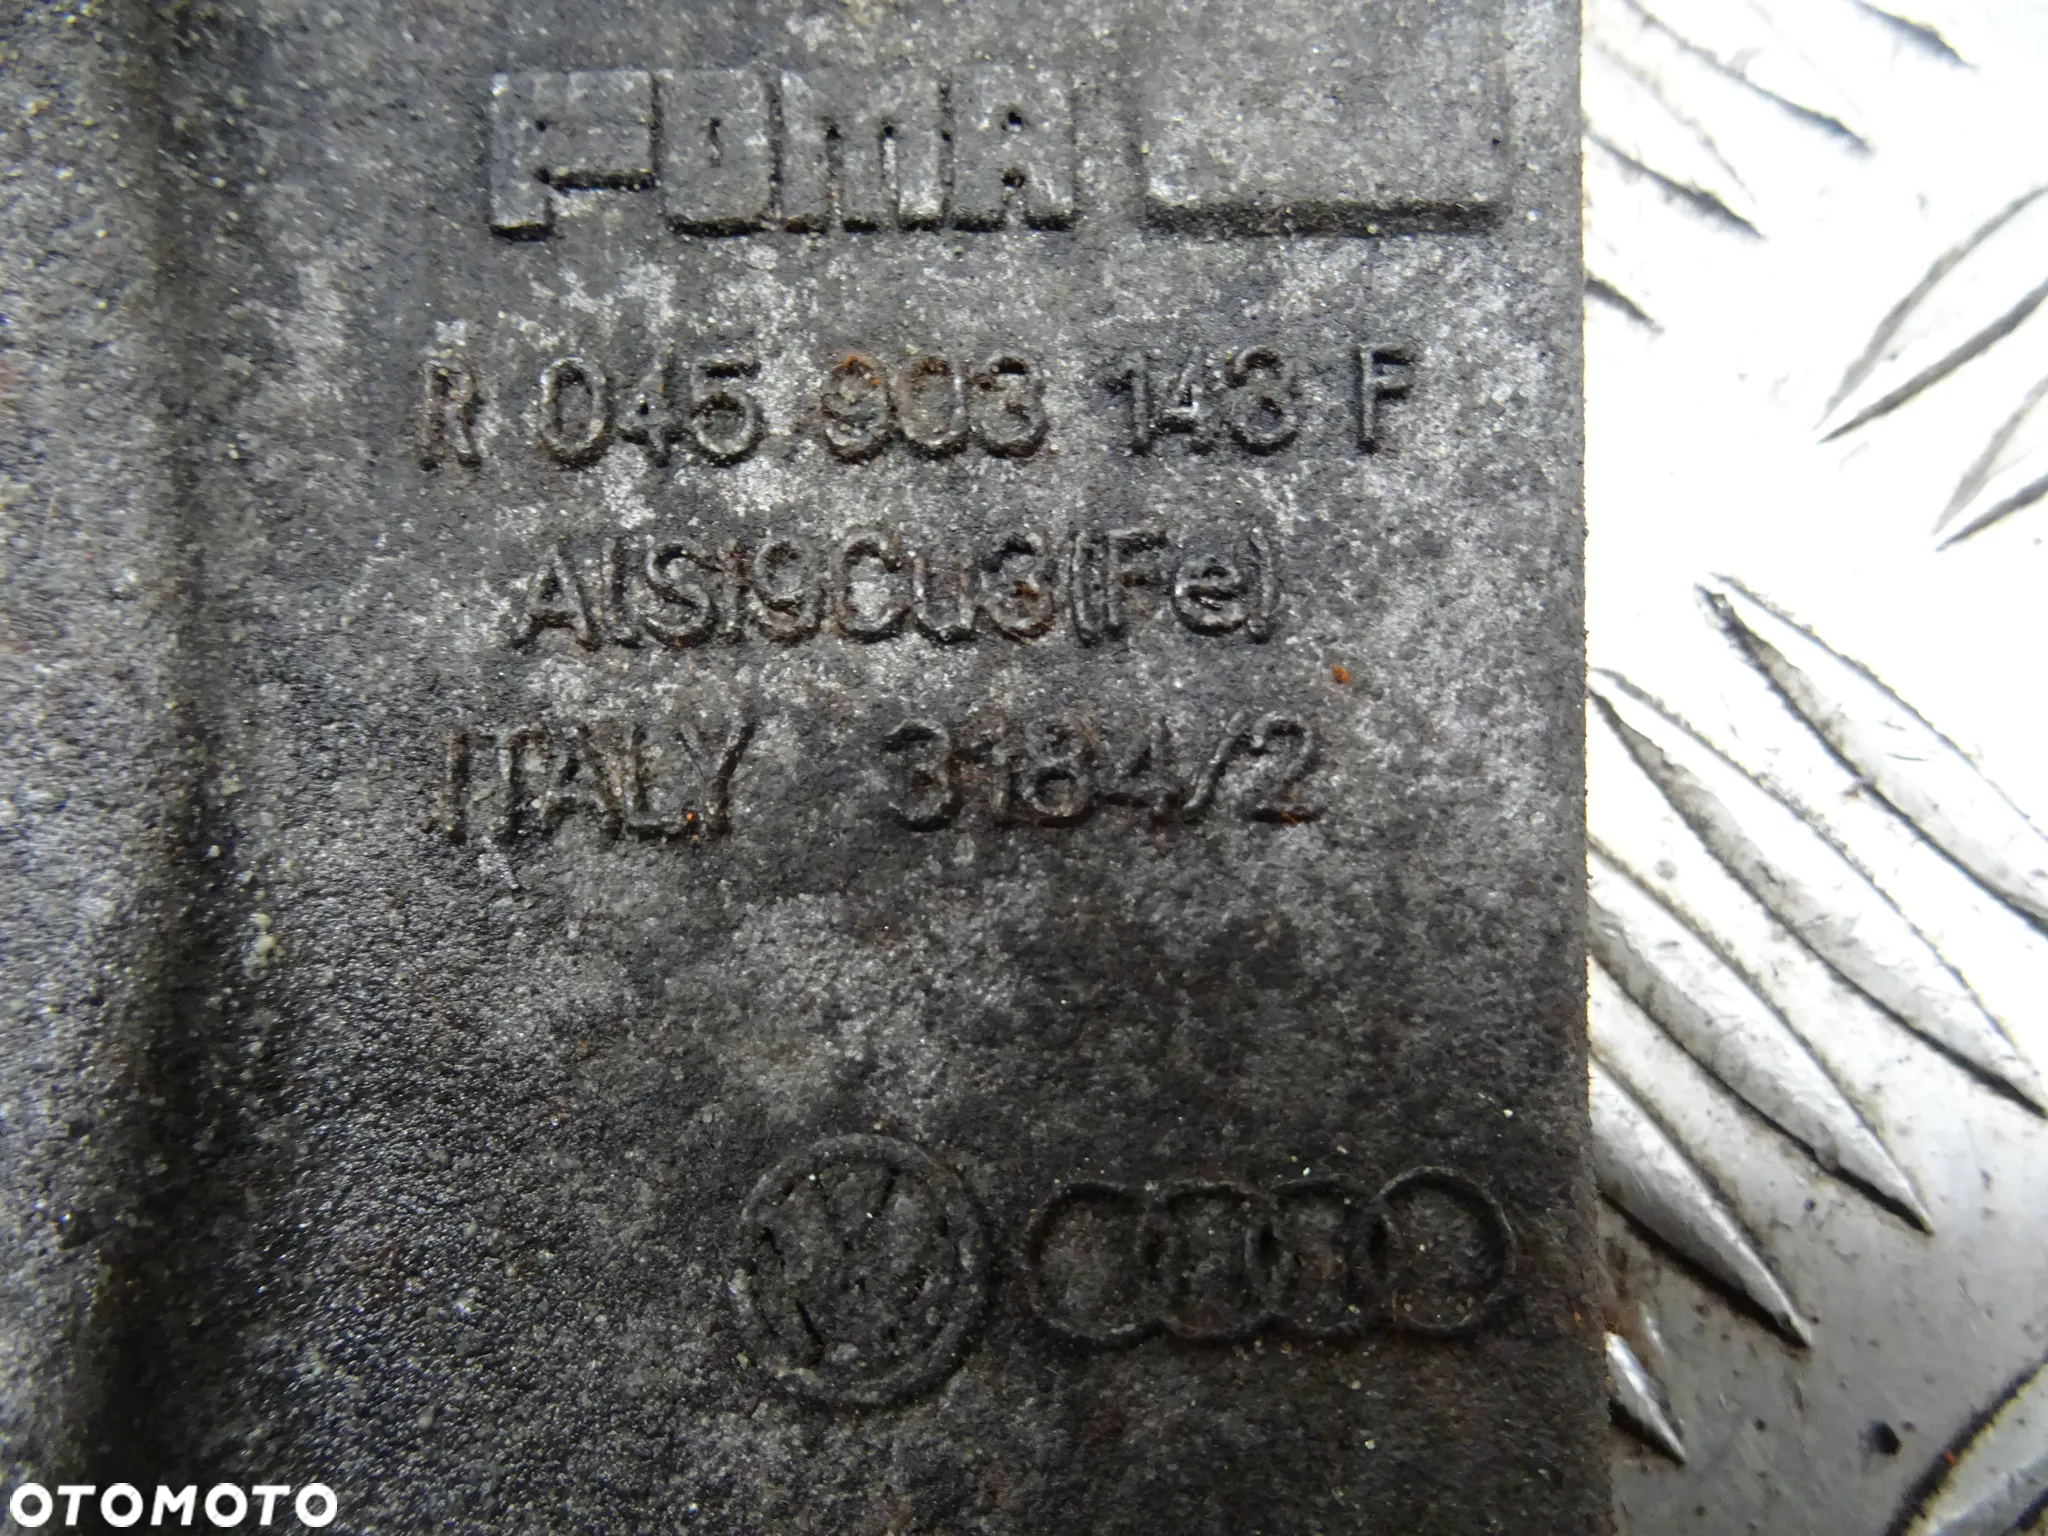 FOMA
R 045 903 143 F
AlSi9Cu3(Fe)
ITALY 3184/2
OTOMOTO